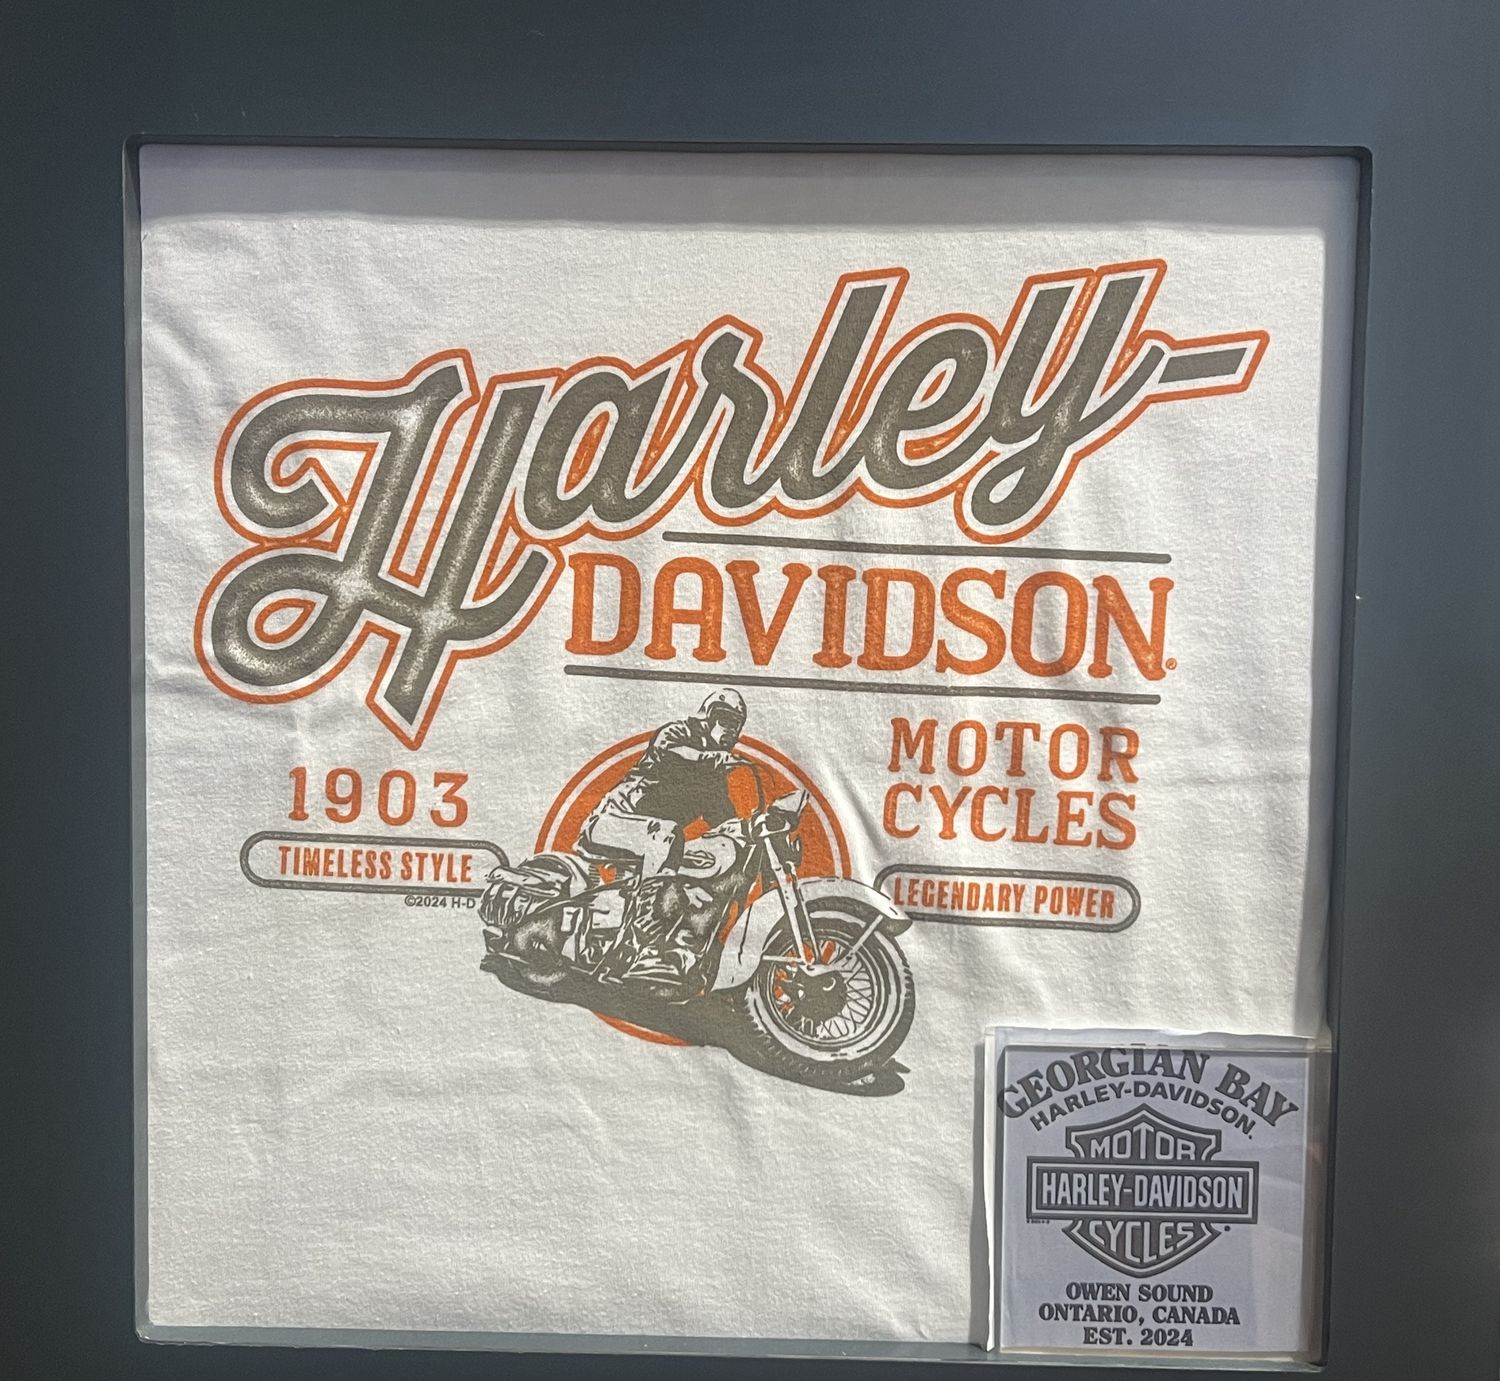 Harley-
DAVIDSON®
1903
MOTOR
CYCLES
TIMELESS STYLE
LEGENDARY POWER
©2024 H-D
GEORGIAN BAY
HARLEY-DAVIDSON.
MOTOR
HARLEY-DAVIDSON
CYCLES
OWEN SOUND
ONTARIO, CANADA
EST. 2024